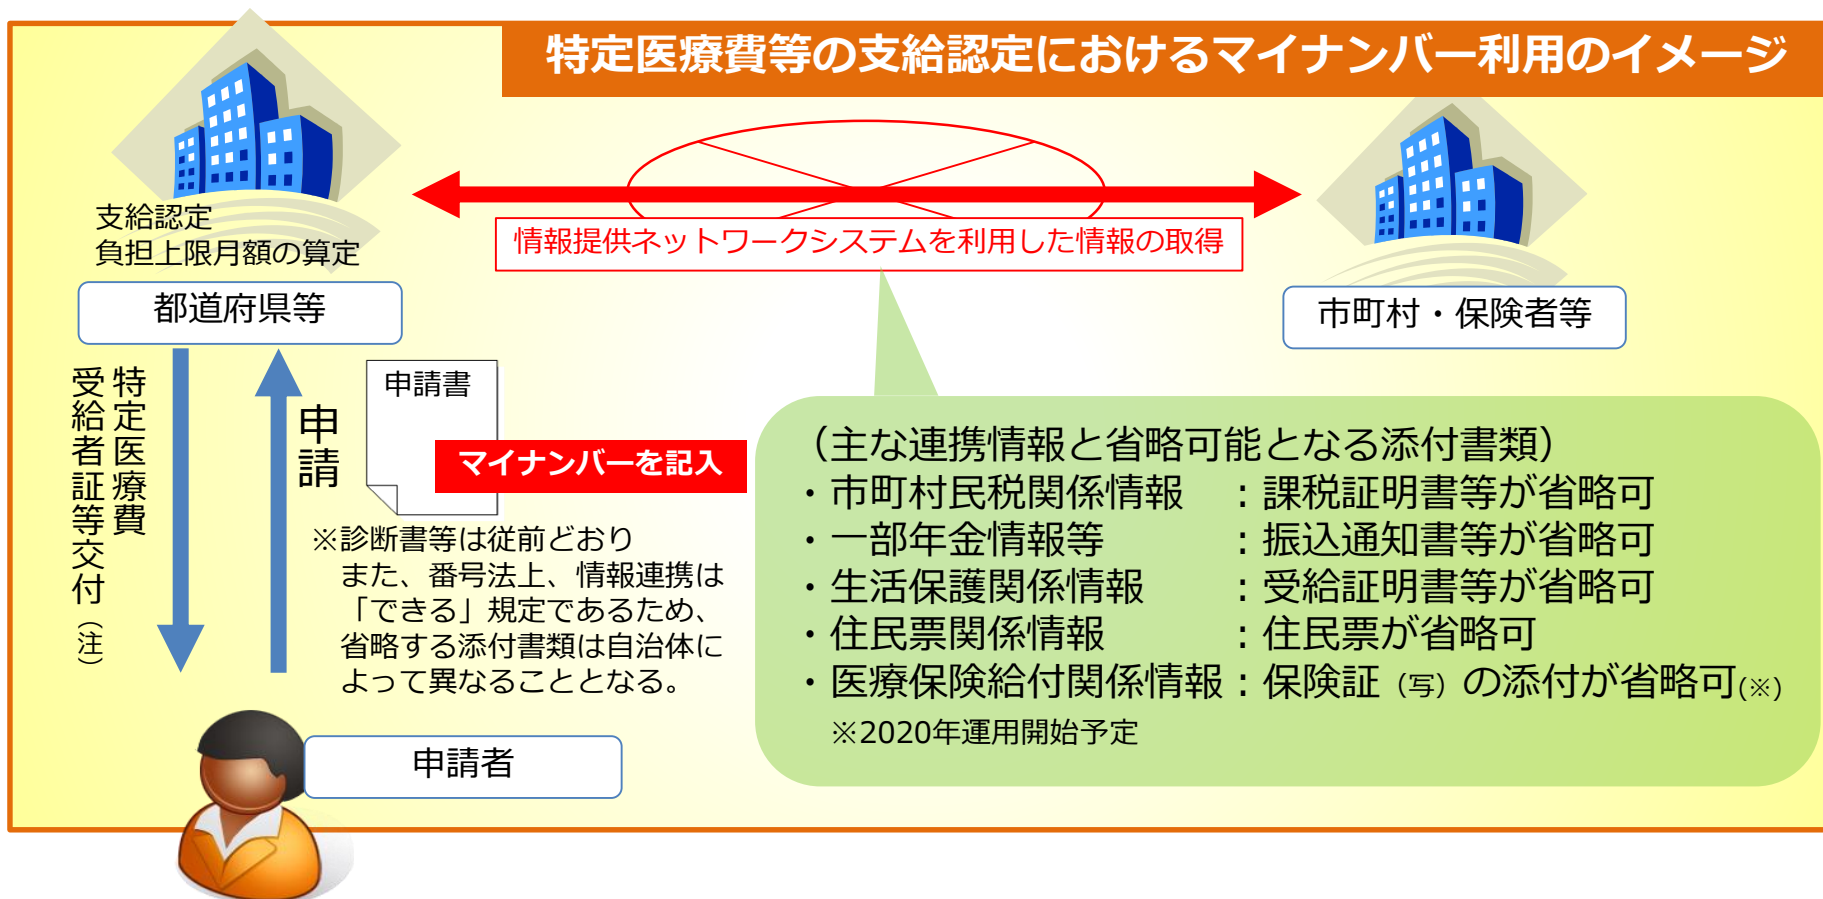 特定医療費等の支給認定におけるマイナンバー利用のイメージ
支給認定
負担上限月額の算定
都道府県等
情報提供ネットワークシステムを利用した情報の取得
市町村・保険者等
特定医療費
受給者証等交付（注）
申請
申請書
マイナンバーを記入
※診断書等は従前どおり
また、番号法上、情報連携は
「できる」規定であるため、
省略する添付書類は自治体に
よって異なることとなる。
（主な連携情報と省略可能となる添付書類）
・市町村民税関係情報　：課税証明書等が省略可
・一部年金情報等　　　：振込通知書等が省略可
・生活保護関係情報　　：受給証明書等が省略可
・住民票関係情報　　　：住民票が省略可
・医療保険給付関係情報：保険証（写）の添付が省略可(※)
※2020年運用開始予定
申請者